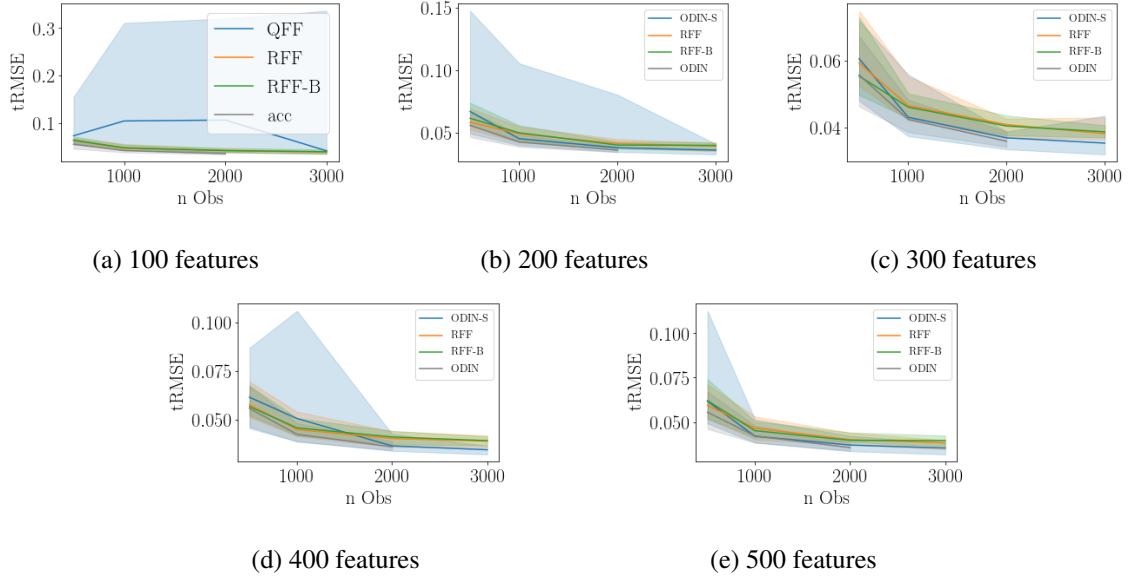 tRMSE
0.3
0.2
0.1
1000
2000
3000
n Obs
QFF
RFF
RFF-B
acc
(a) 100 features
tRMSE
0.15
0.10
0.05
1000
2000
3000
n Obs
ODIN-S
RFF
RFF-B
ODIN
(b) 200 features
tRMSE
0.06
0.04
1000
2000
3000
n Obs
ODIN-S
RFF
RFF-B
ODIN
(c) 300 features
tRMSE
0.100
0.075
0.050
1000
2000
3000
n Obs
ODIN-S
RFF
RFF-B
ODIN
(d) 400 features
tRMSE
0.100
0.075
0.050
1000
2000
3000
n Obs
ODIN-S
RFF
RFF-B
ODIN
(e) 500 features